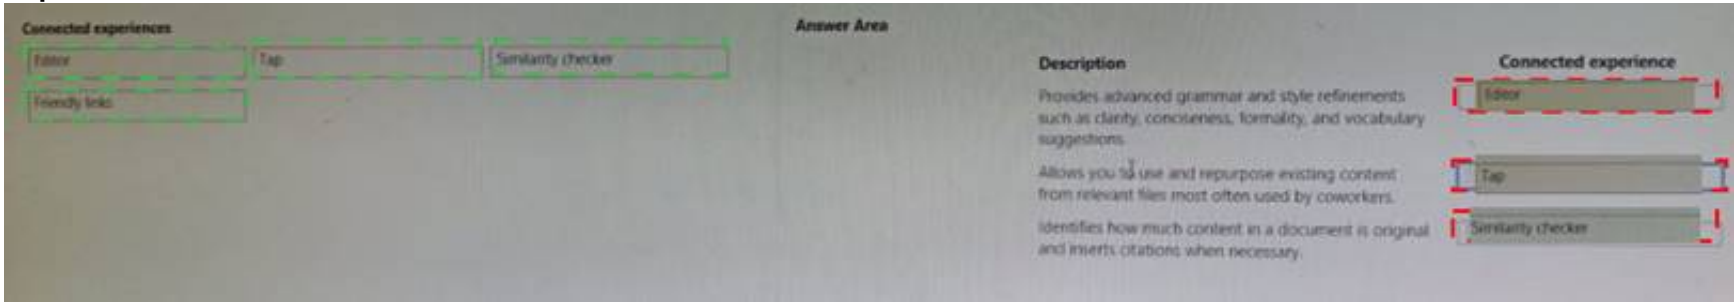 Connected experiences
Editor
Tap
Similarity checker
Friendly links
Answer Area
Description
Connected experience
Provides advanced grammar and style refinements
such as clarity, conciseness, formality, and vocabulary
suggestions.
Editor
Allows you to use and repurpose existing content
from relevant files most often used by coworkers.
Tap
Identifies how much content in a document is original
and inserts citations when necessary.
Similarity checker